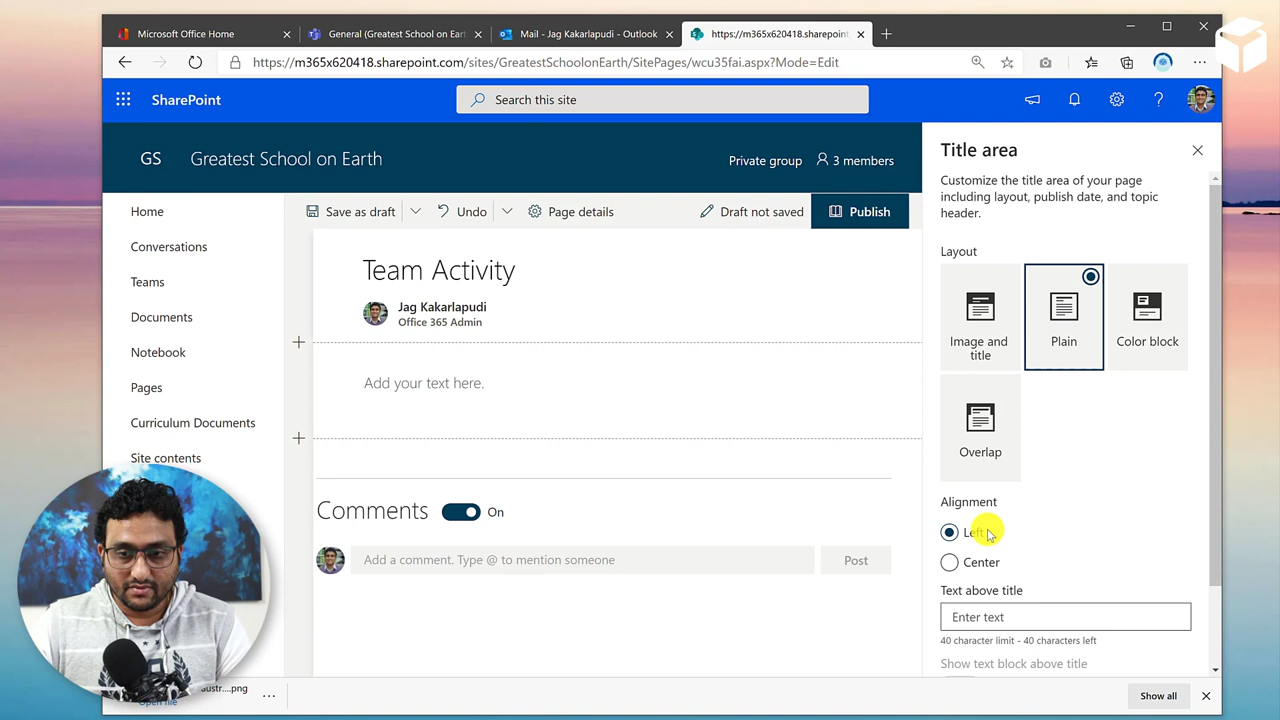 Microsoft Office Home
General (Greatest School on Eart
Mail - Jag Kakarlapudi - Outlook
https://m365x620418.sharepoint
https://m365x620418.sharepoint.com/sites/GreatestSchoolonEarth/SitePages/wcu35fai.aspx?Mode=Edit
SharePoint
Search this site
?
GS
Greatest School on Earth
Private group
3 members
Home
Conversations
Teams
Documents
Notebook
Pages
Curriculum Documents
Site contents
Save as draft
Undo
Page details
Draft not saved
Publish
Team Activity
Jag Kakarlapudi
Office 365 Admin
Add your text here.
Comments
On
Add a comment. Type @ to mention someone
Post
Title area
Customize the title area of your page
including layout, publish date, and topic
header.
Layout
Image and
title
Plain
Color block
Overlap
Alignment
Left
Center
Text above title
Enter text
40 character limit - 40 characters left
Show text block above title
austr....png
Open file
Show all